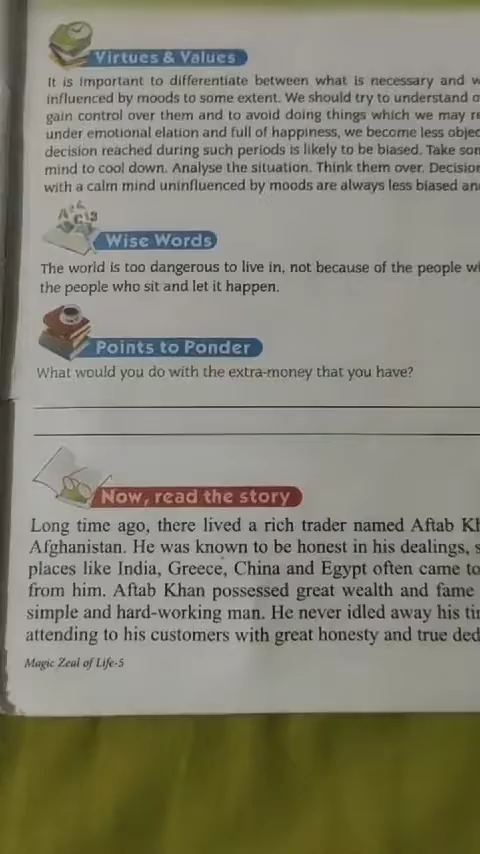 Virtues & Values
It is important to differentiate between what is necessary and
influenced by moods to some extent. We should try to understand
gain control over them and to avoid doing things which we may
under emotional elation and full of happiness, we become less
decision reached during such periods is likely to be biased. Take
mind to cool down. Analyse the situation. Think them over.
with a calm mind uninfluenced by moods are always less biased
Wise Words
The world is too dangerous to live in, not because of the people
the people who sit and let it happen.
Points to Ponder
What would you do with the extra-money that you have?
Now, read the story
Long time ago, there lived a rich trader named Aftab
Afghanistan. He was known to be honest in his dealings,
places like India, Greece, China and Egypt often came to
from him. Aftab Khan possessed great wealth and fame
simple and hard-working man. He never idled away his
attending to his customers with great honesty and true
Magic Zeal of Life-5